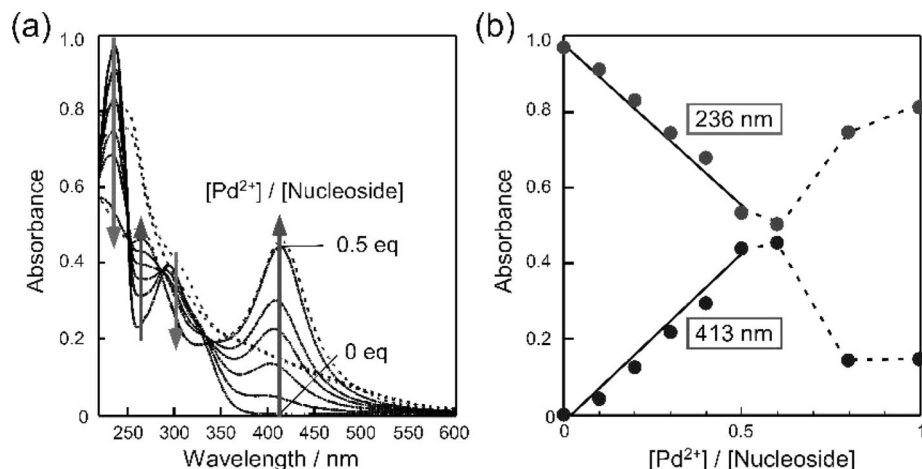 (a)
1.0
0.8
0.6
0.4
0.2
0
Absorbance
250 300 350 400 450 500 550 600
Wavelength / nm
[Pd²⁺] / [Nucleoside]
0.5 eq
0 eq
(b)
1.0
0.8
0.6
0.4
0.2
0
Absorbance
236 nm
413 nm
0 0.5 1
[Pd²⁺] / [Nucleoside]